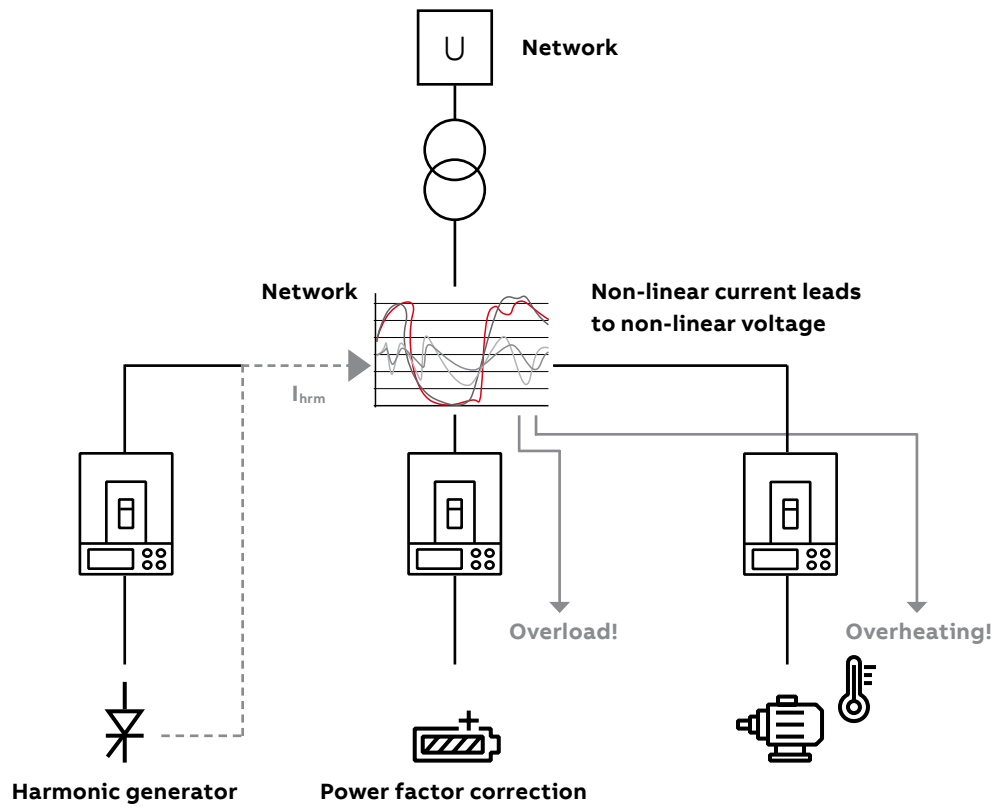 U
Network
Network
Non-linear current leads
to non-linear voltage
Ihrm
Overload!
Overheating!
Harmonic generator
Power factor correction